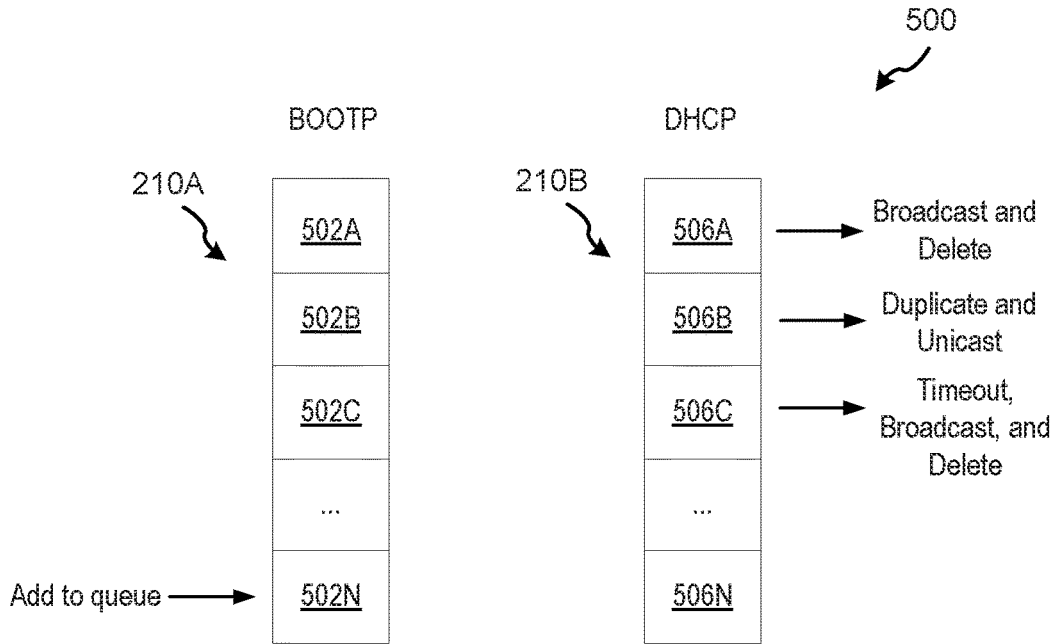 500
BOOTP
DHCP
210A
210B
502A
506A
Broadcast and
Delete
502B
506B
Duplicate and
Unicast
502C
506C
Timeout,
Broadcast, and
Delete
...
...
Add to queue
502N
506N